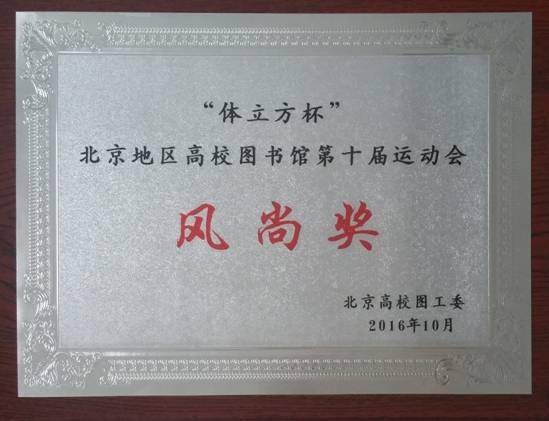 “体立方杯”
北京地区高校图书馆第十届运动会
风尚奖
北京高校图工委
2016年10月